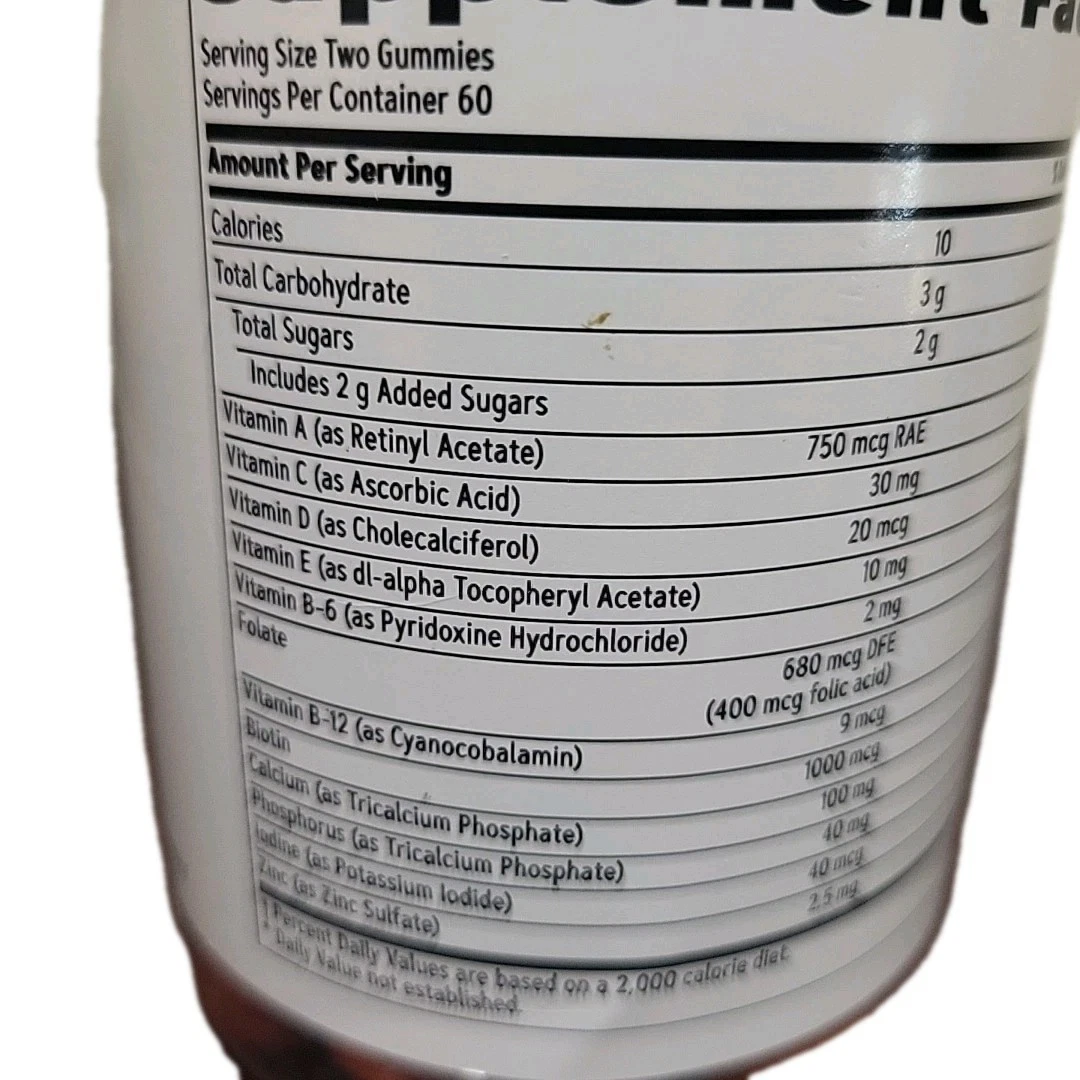 Supplement Fa
Serving Size Two Gummies
Servings Per Container 60
Amount Per Serving
Calories 10
Total Carbohydrate 3 g
Total Sugars 2 g
Includes 2 g Added Sugars
Vitamin A (as Retinyl Acetate) 750 mcg RAE
Vitamin C (as Ascorbic Acid) 30 mg
Vitamin D (as Cholecalciferol) 20 mcg
Vitamin E (as dl-alpha Tocopheryl Acetate) 10 mg
Vitamin B-6 (as Pyridoxine Hydrochloride) 2 mg
Folate 680 mcg DFE
(400 mcg folic acid)
Vitamin B-12 (as Cyanocobalamin) 9 mcg
Biotin 1000 mcg
Calcium (as Tricalcium Phosphate) 100 mg
Phosphorus (as Tricalcium Phosphate) 40 mg
Iodine (as Potassium Iodide) 40 mcg
Zinc (as Zinc Sulfate) 2.5 mg
† Percent Daily Values are based on a 2,000 calorie diet.
* Daily Value not established.